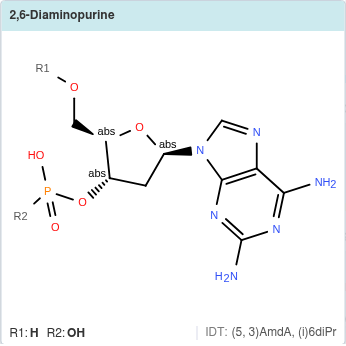 2,6-Diaminopurine
R1
O
abs
O
abs
N
N
HO
abs
P
O
NH2
R2
O
N
N
H2N
R1: H R2: OH
IDT: (5, 3)AmdA, (i)6diPr